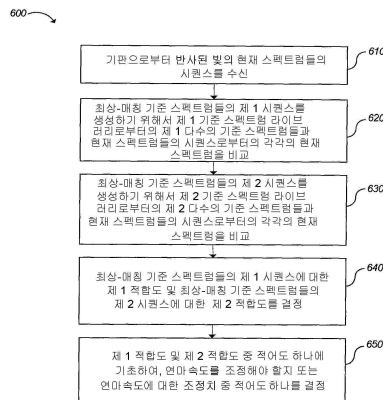 600
기판으로부터 반사된 빛의 현재 스펙트럼들의
시퀀스를 수신
610
최상-매칭 기준 스펙트럼들의 제 1 시퀀스를
생성하기 위해서 제 1 기준 스펙트럼 라이브
러리로부터의 제 1 다수의 기준 스펙트럼들과
현재 스펙트럼들의 시퀀스로부터의 각각의 현재
스펙트럼을 비교
620
최상-매칭 기준 스펙트럼들의 제 2 시퀀스를
생성하기 위해서 제 2 기준 스펙트럼 라이브
러리로부터의 제 2 다수의 기준 스펙트럼들과
현재 스펙트럼들의 시퀀스로부터의 각각의 현재
스펙트럼을 비교
630
최상-매칭 기준 스펙트럼들의 제 1 시퀀스에 대한
제 1 적합도 및 최상-매칭 기준 스펙트럼들의
제 2 시퀀스에 대한 제 2 적합도를 결정
640
제 1 적합도 및 제 2 적합도 중 적어도 하나에
기초하여, 연마속도를 조정해야 할지 또는
연마속도에 대한 조정치 중 적어도 하나를 결정
650